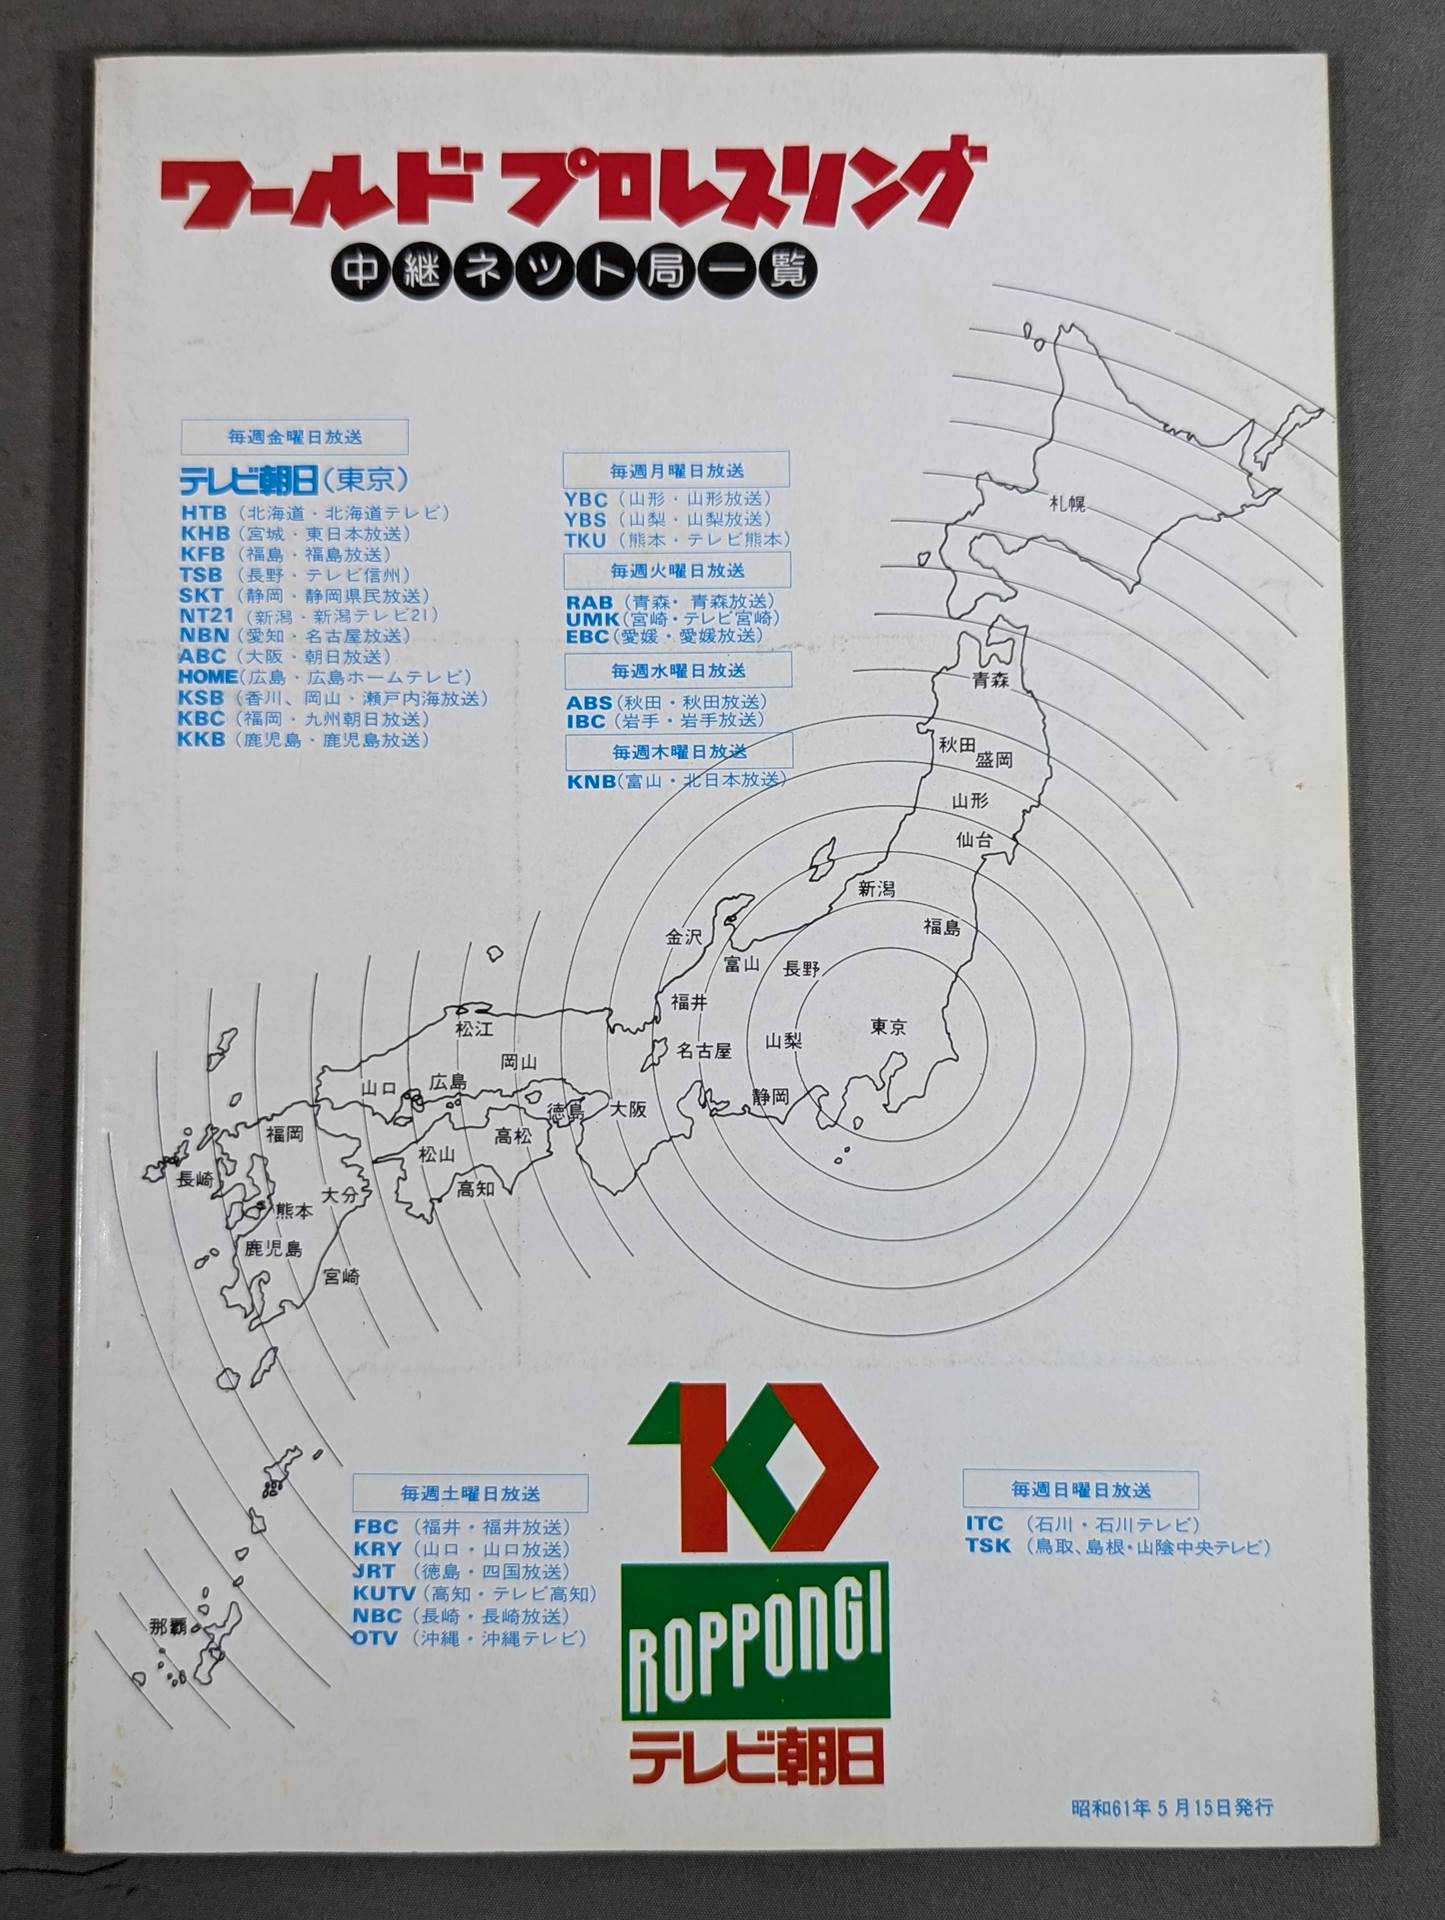 ワールドプロレスリング
中継ネット局一覧
毎週金曜日放送
テレビ朝日(東京)
HTB (北海道・北海道テレビ)
KHB (宮城・東日本放送)
KFB (福島・福島放送)
TSB (長野・テレビ信州)
SKT (静岡・静岡県民放送)
NT21 (新潟・新潟テレビ21)
NBN (愛知・名古屋放送)
ABC (大阪・朝日放送)
HOME(広島・広島ホームテレビ)
KSB (香川、岡山・瀬戸内海放送)
KBC (福岡・九州朝日放送)
KKB (鹿児島・鹿児島放送)
毎週月曜日放送
YBC (山形・山形放送)
YBS (山梨・山梨放送)
TKU (熊本・テレビ熊本)
毎週火曜日放送
RAB (青森・青森放送)
UMK(宮崎・テレビ宮崎)
EBC(愛媛・愛媛放送)
毎週水曜日放送
ABS(秋田・秋田放送)
IBC (岩手・岩手放送)
毎週木曜日放送
KNB(富山・北日本放送)
札幌
青森
秋田
盛岡
山形
仙台
新潟
福島
金沢
富山
長野
福井
東京
山梨
名古屋
静岡
松江
岡山
山口
広島
徳島
大阪
福岡
高松
松山
長崎
高知
大分
熊本
鹿児島
宮崎
那覇
毎週土曜日放送
FBC (福井・福井放送)
KRY (山口・山口放送)
JRT (徳島・四国放送)
KUTV(高知・テレビ高知)
NBC (長崎・長崎放送)
OTV (沖縄・沖縄テレビ)
10
ROPPONGI
テレビ朝日
毎週日曜日放送
ITC (石川・石川テレビ)
TSK (鳥取、島根・山陰中央テレビ)
昭和61年5月15日発行